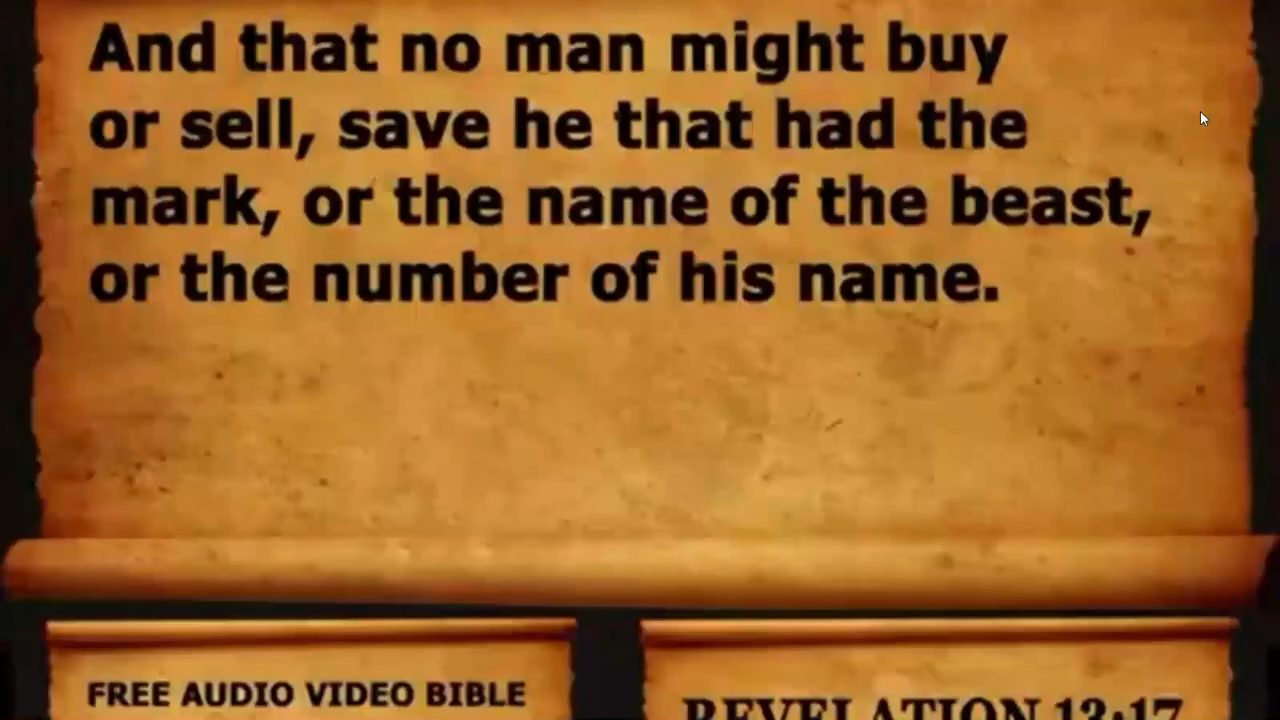 And that no man might buy
or sell, save he that had the
mark, or the name of the beast,
or the number of his name.
FREE AUDIO VIDEO BIBLE
REVELATION 13:17